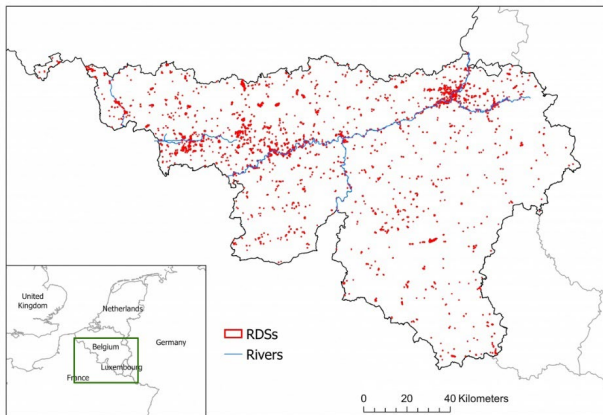 United
Kingdom
Netherlands
Belgium
Germany
Luxembourg
France
RDSs
Rivers
0 20 40 Kilometers